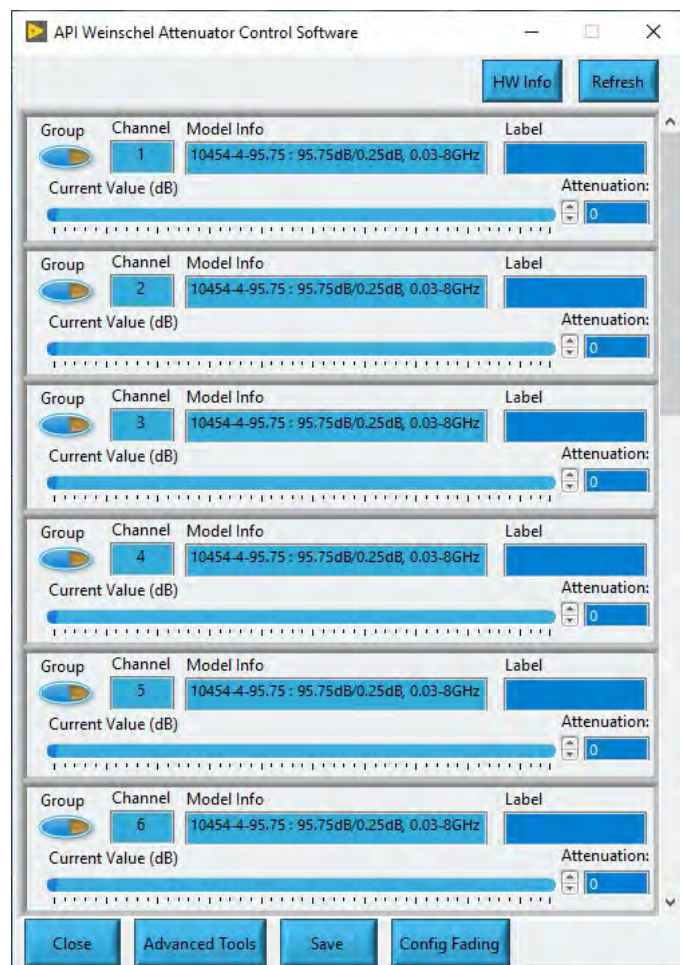 API Weinschel Attenuator Control Software
HW Info Refresh
Group Channel Model Info Label
1 10454-4-95.75 : 95.75dB/0.25dB, 0.03-8GHz
Current Value (dB) Attenuation:
0
Group Channel Model Info Label
2 10454-4-95.75 : 95.75dB/0.25dB, 0.03-8GHz
Current Value (dB) Attenuation:
0
Group Channel Model Info Label
3 10454-4-95.75 : 95.75dB/0.25dB, 0.03-8GHz
Current Value (dB) Attenuation:
0
Group Channel Model Info Label
4 10454-4-95.75 : 95.75dB/0.25dB, 0.03-8GHz
Current Value (dB) Attenuation:
0
Group Channel Model Info Label
5 10454-4-95.75 : 95.75dB/0.25dB, 0.03-8GHz
Current Value (dB) Attenuation:
0
Group Channel Model Info Label
6 10454-4-95.75 : 95.75dB/0.25dB, 0.03-8GHz
Current Value (dB) Attenuation:
0
Close Advanced Tools Save Config Fading